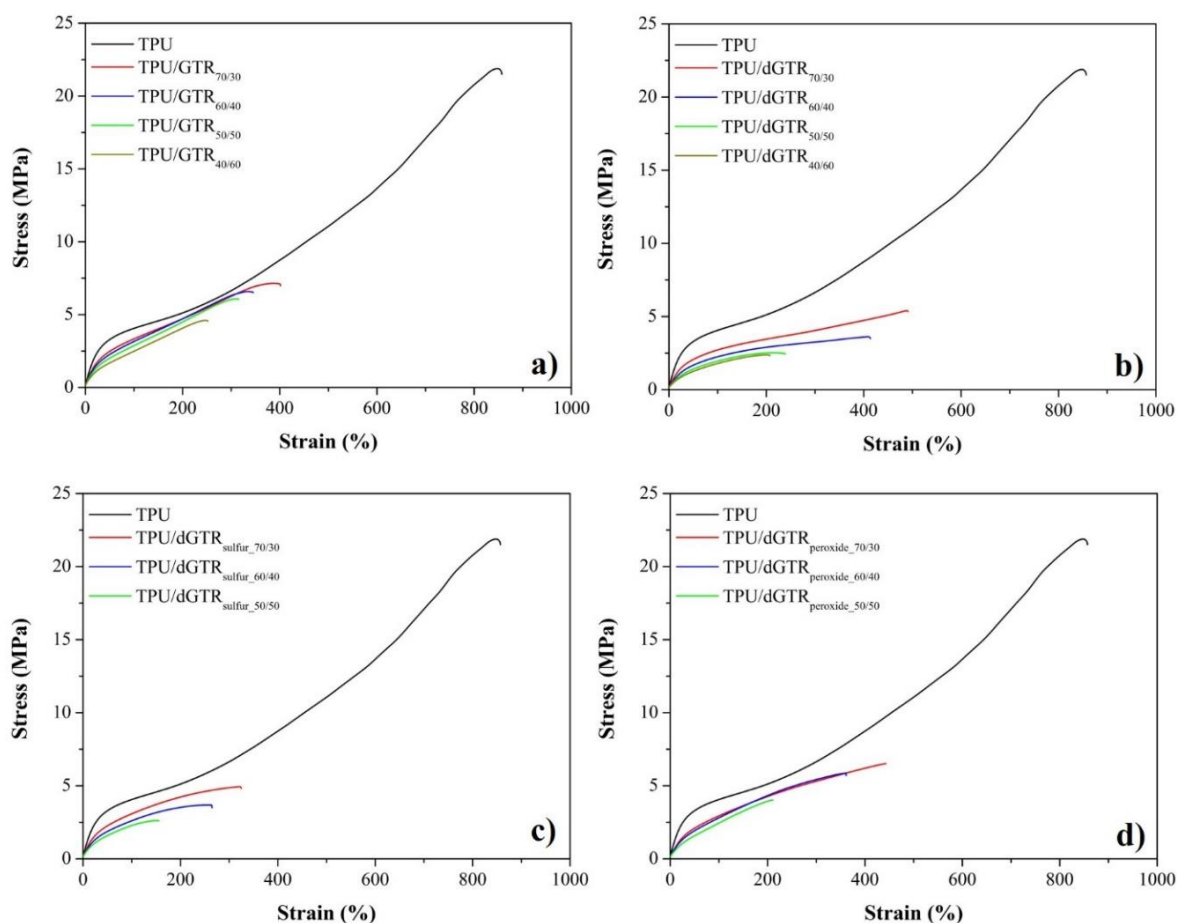 25
20
15
10
5
0
Stress (MPa)
TPU
TPU/GTR70/30
TPU/GTR60/40
TPU/GTR50/50
TPU/GTR40/60
a)
0 200 400 600 800 1000
Strain (%)
25
20
15
10
5
0
Stress (MPa)
TPU
TPU/dGTR70/30
TPU/dGTR60/40
TPU/dGTR50/50
TPU/dGTR40/60
b)
0 200 400 600 800 1000
Strain (%)
25
20
15
10
5
0
Stress (MPa)
TPU
TPU/dGTRsulfur_70/30
TPU/dGTRsulfur_60/40
TPU/dGTRsulfur_50/50
c)
0 200 400 600 800 1000
Strain (%)
25
20
15
10
5
0
Stress (MPa)
TPU
TPU/dGTRperoxide_70/30
TPU/dGTRperoxide_60/40
TPU/dGTRperoxide_50/50
d)
0 200 400 600 800 1000
Strain (%)